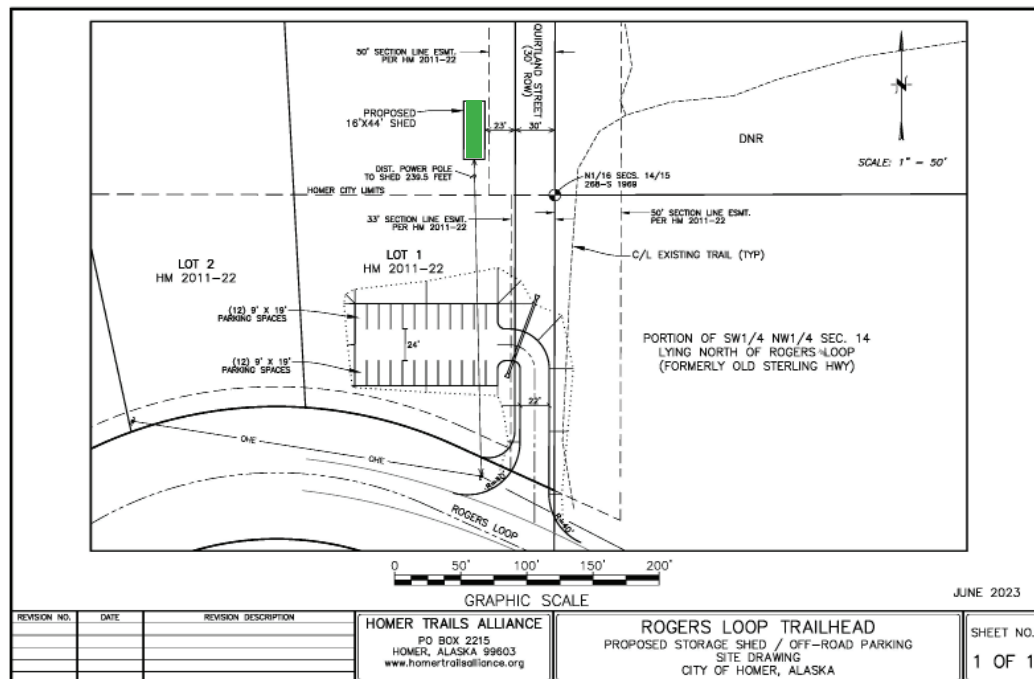 50' SECTION LINE ESMT.
PER HM 2011-22
QUIRTLAND STREET
(30' ROW)
N
PROPOSED
16'X44' SHED
23'
30'
DNR
SCALE: 1" = 50'
DIST. POWER POLE
TO SHED 239.5 FEET
N1/16 SECS. 14/15
268-S 1969
HOMER CITY LIMITS
33' SECTION LINE ESMT.
PER HM 2011-22
50' SECTION LINE ESMT.
PER HM 2011-22
LOT 2
HM 2011-22
LOT 1
HM 2011-22
C/L EXISTING TRAIL (TYP)
(12) 9' X 19'
PARKING SPACES
24'
(12) 9' X 19'
PARKING SPACES
PORTION OF SW1/4 NW1/4 SEC. 14
LYING NORTH OF ROGERS LOOP
(FORMERLY OLD STERLING HWY)
22'
OHE
OHE
R=40'
ROGERS LOOP
0 50' 100' 150' 200'
GRAPHIC SCALE
JUNE 2023
REVISION NO. DATE REVISION DESCRIPTION
HOMER TRAILS ALLIANCE
PO BOX 2215
HOMER, ALASKA 99603
www.homertrailsalliance.org
ROGERS LOOP TRAILHEAD
PROPOSED STORAGE SHED / OFF-ROAD PARKING
SITE DRAWING
CITY OF HOMER, ALASKA
SHEET NO.
1 OF 1